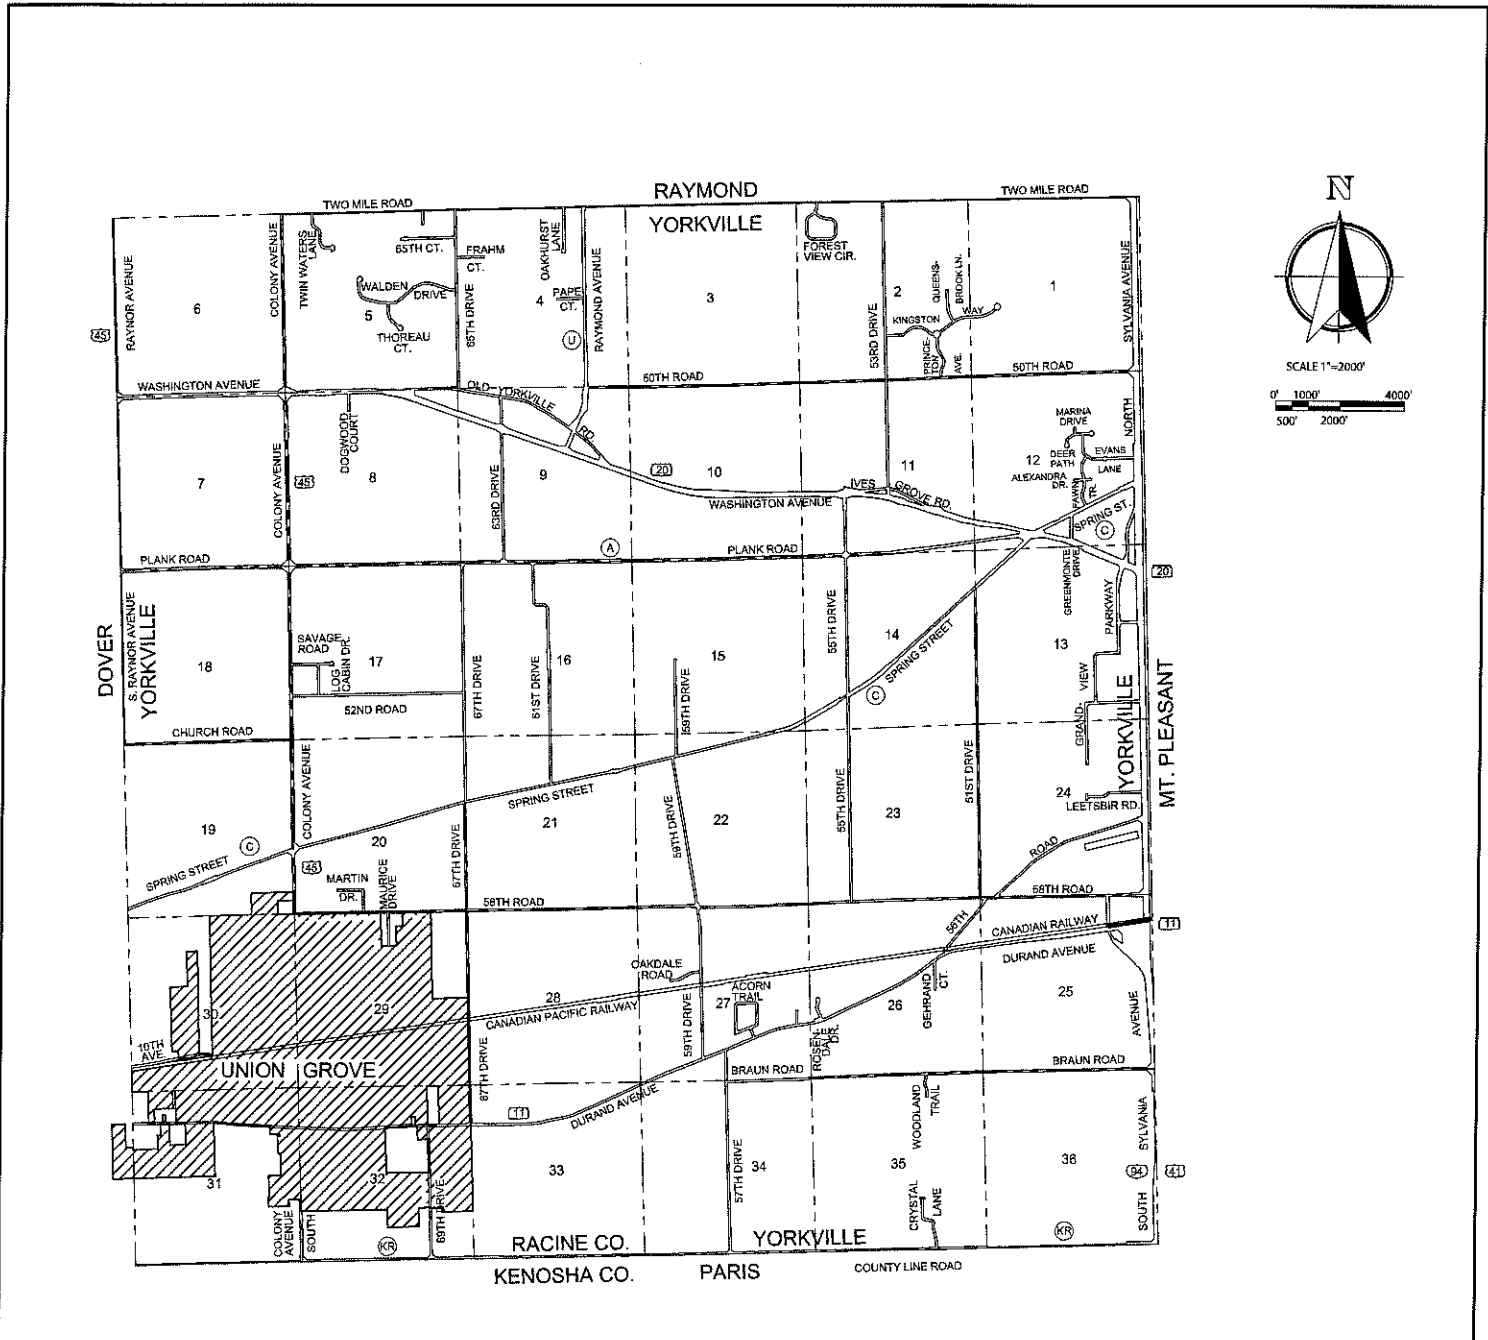 RAYMOND
TWO MILE ROAD
TWO MILE ROAD
YORKVILLE
N
SCALE 1"=2000'
0'
1000'
4000'
500'
2000'
RAYNOR AVENUE
COLONY AVENUE
TWIN WATERS
LANE
65TH CT.
FRAHM
CT.
OAKHURST
LANE
RAYMOND AVENUE
FOREST
VIEW CIR.
53RD DRIVE
QUEENS-
BROOK LN.
SYLVANIA AVENUE
6
WALDEN
DRIVE
5
THOREAU
CT.
65TH DRIVE
4
PAPE
CT.
U
3
2
KINGSTON
WAY
PRINCE-
TON
AVE.
1
45
WASHINGTON AVENUE
OLD
YORKVILLE
RD.
50TH ROAD
50TH ROAD
NORTH
DOGWOOD
COURT
MARINA
DRIVE
DEER
PATH
EVANS
LANE
ALEXANDRA
DR.
FAWN
TR.
7
COLONY AVENUE
45
8
63RD DRIVE
9
20
10
11
12
IVES
GROVE RD.
WASHINGTON AVENUE
SPRING ST.
C
PLANK ROAD
A
PLANK ROAD
GREENMONTE
DRIVE
20
DOVER
S. RAYNOR AVENUE
YORKVILLE
18
SAVAGE
ROAD
LOG
CABIN DR.
17
52ND ROAD
67TH DRIVE
61ST DRIVE
16
15
59TH DRIVE
55TH DRIVE
14
SPRING STREET
C
13
PARKWAY
VIEW
GRAND-
YORKVILLE
MT. PLEASANT
CHURCH ROAD
19
COLONY AVENUE
SPRING STREET
C
45
20
SPRING STREET
21
67TH DRIVE
59TH DRIVE
22
55TH DRIVE
23
51ST DRIVE
24
LEETSBIR RD.
MARTIN
DR.
MAURICE
DRIVE
58TH ROAD
ROAD
58TH ROAD
56TH
CANADIAN RAILWAY
11
DURAND AVENUE
OAKDALE
ROAD
ACORN
TRAIL
30
29
28
CANADIAN PACIFIC RAILWAY
59TH DRIVE
27
ROSEN-
DALE
DR.
26
GEHRAND
CT.
25
AVENUE
10TH
AVE.
UNION GROVE
67TH DRIVE
11
DURAND AVENUE
BRAUN ROAD
BRAUN ROAD
31
32
33
57TH DRIVE
34
WOODLAND
TRAIL
35
CRYSTAL
LANE
36
SYLVANIA
94
41
SOUTH
COLONY
AVENUE
SOUTH
KR
69TH DRIVE
RACINE CO.
YORKVILLE
KR
KENOSHA CO.
PARIS
COUNTY LINE ROAD